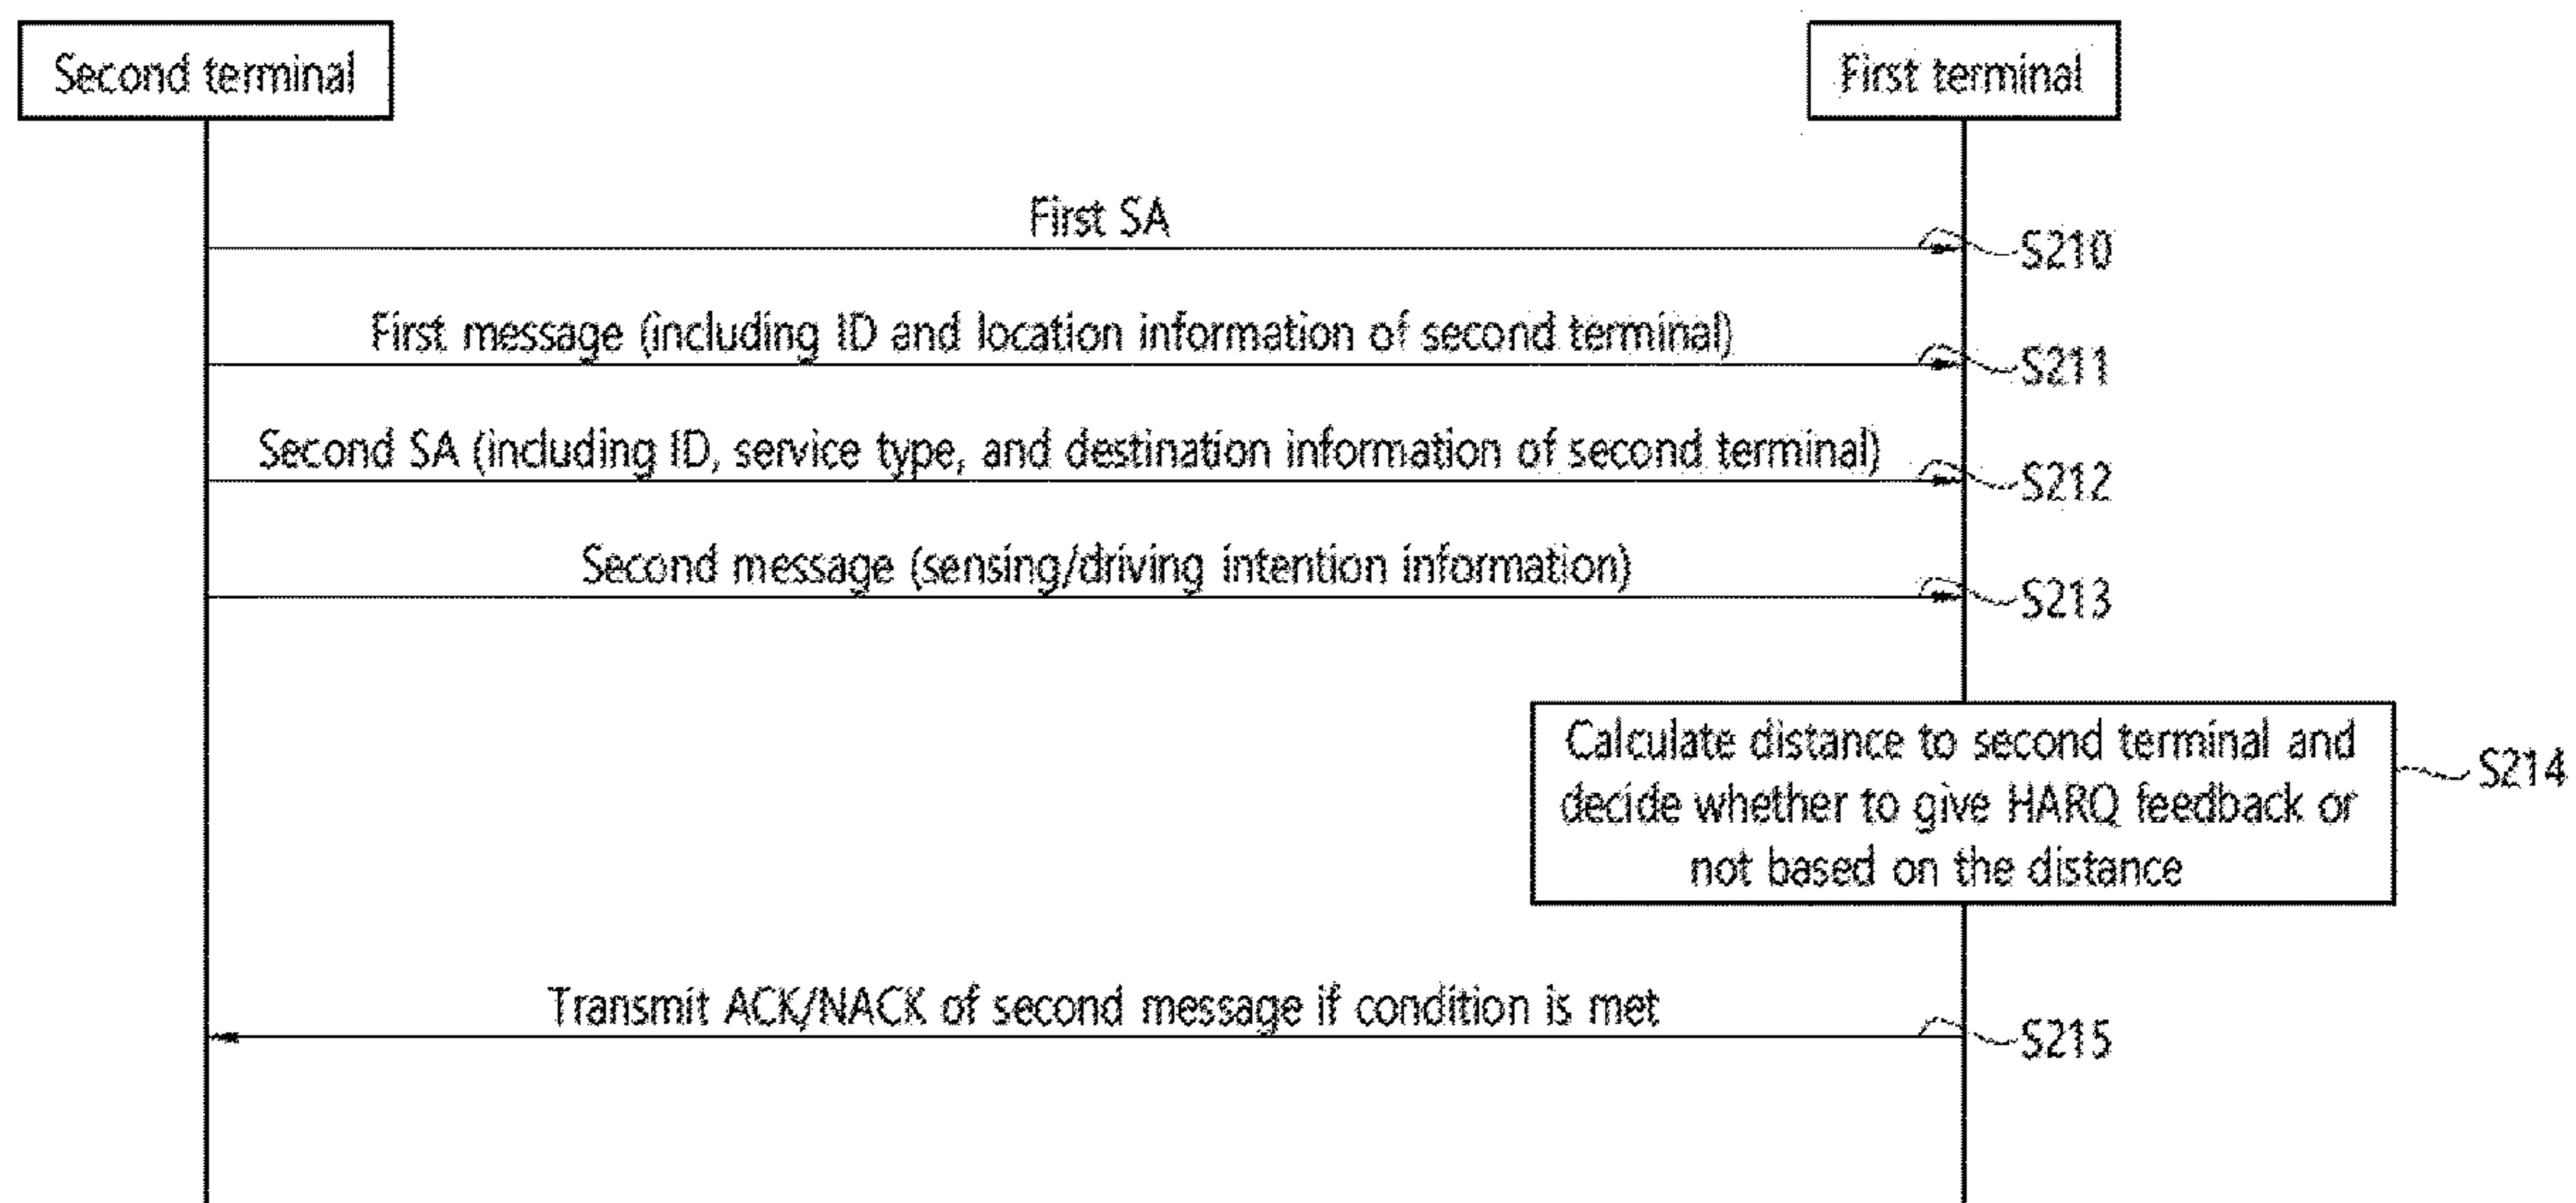 Second terminal
First terminal
First SA
S210
First message (including ID and location information of second terminal)
S211
Second SA (including ID, service type, and destination information of second terminal)
S212
Second message (sensing/driving intention information)
S213
Calculate distance to second terminal and
decide whether to give HARQ feedback or
not based on the distance
S214
Transmit ACK/NACK of second message if condition is met
S215